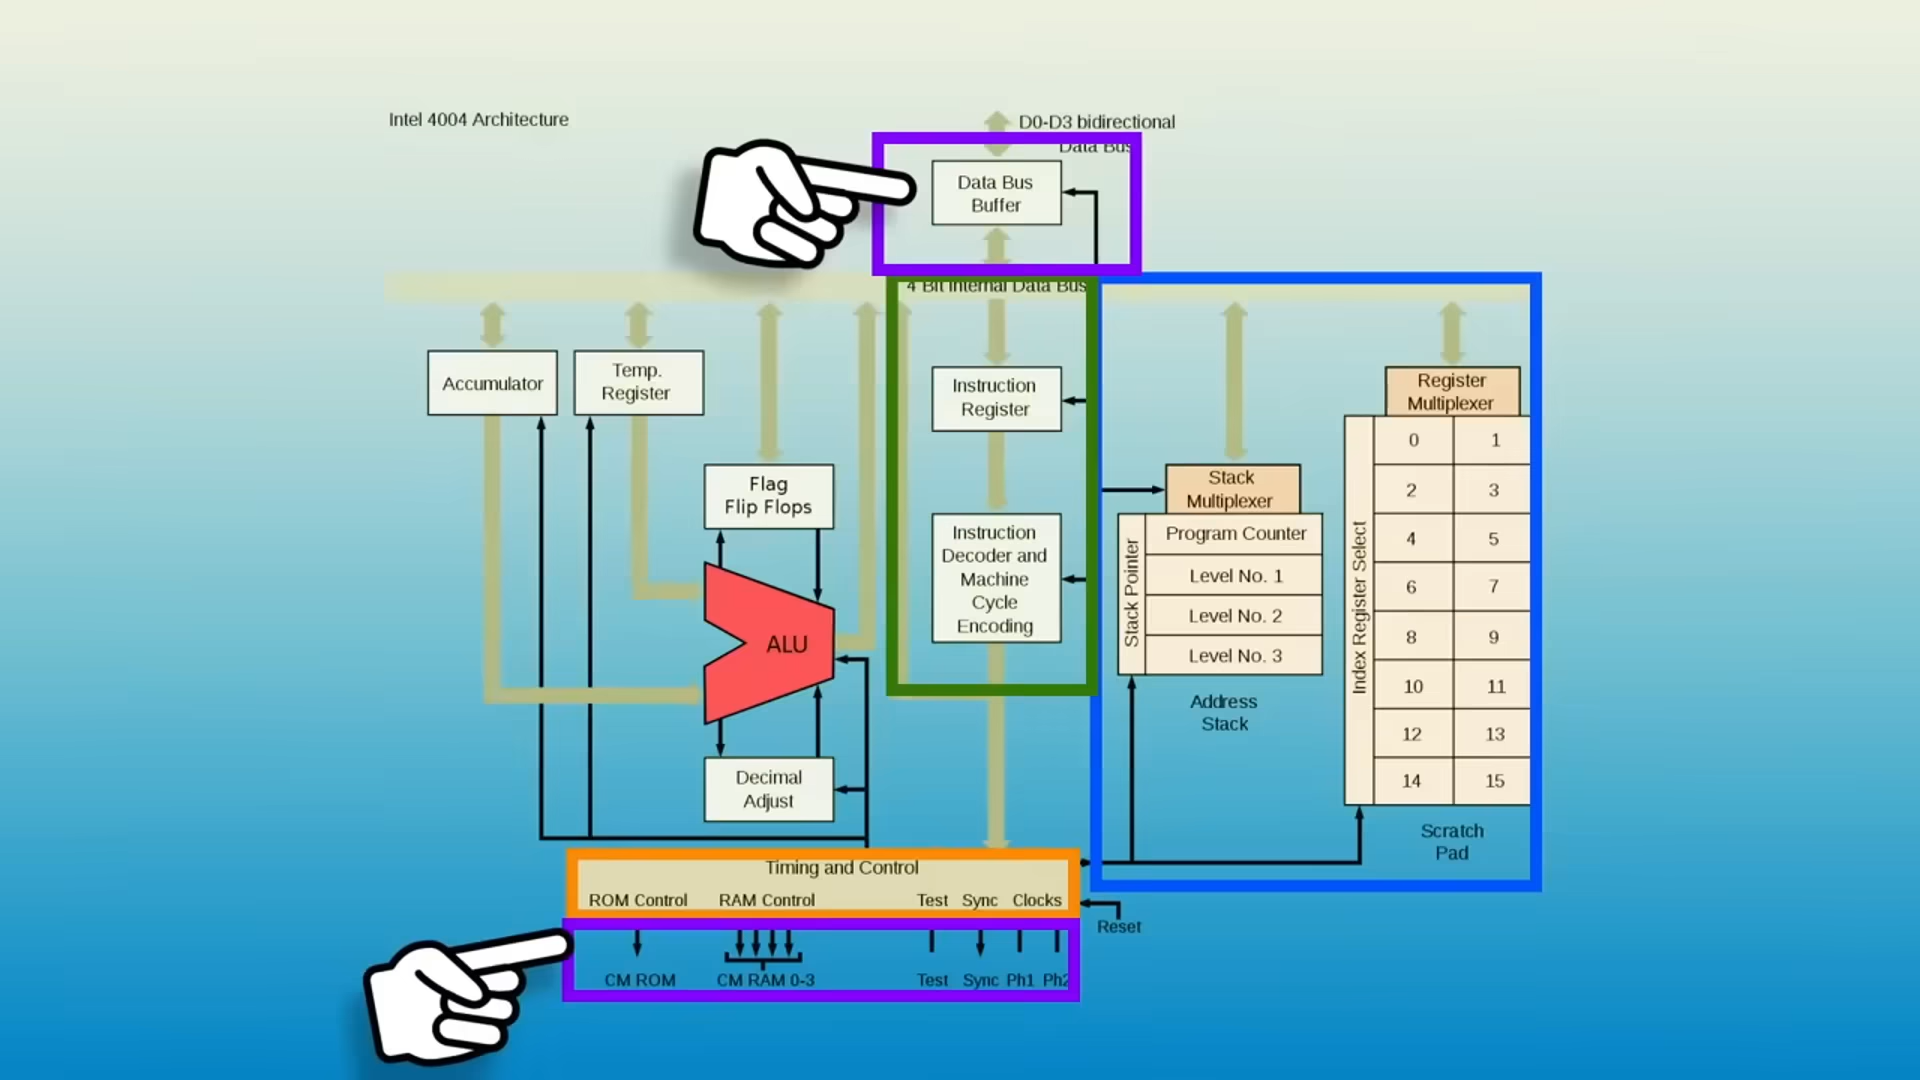 Intel 4004 Architecture
D0-D3 bidirectional
Data Bus
Data Bus
Buffer
4 Bit Internal Data Bus
Accumulator
Temp.
Register
Flag
Flip Flops
ALU
Decimal
Adjust
Instruction
Register
Instruction
Decoder and
Machine
Cycle
Encoding
Stack
Multiplexer
Stack Pointer
Program Counter
Level No. 1
Level No. 2
Level No. 3
Address
Stack
Register
Multiplexer
Index Register Select
0 1
2 3
4 5
6 7
8 9
10 11
12 13
14 15
Scratch
Pad
Timing and Control
ROM Control RAM Control Test Sync Clocks
Reset
CM ROM CM RAM 0-3 Test Sync Ph1 Ph2